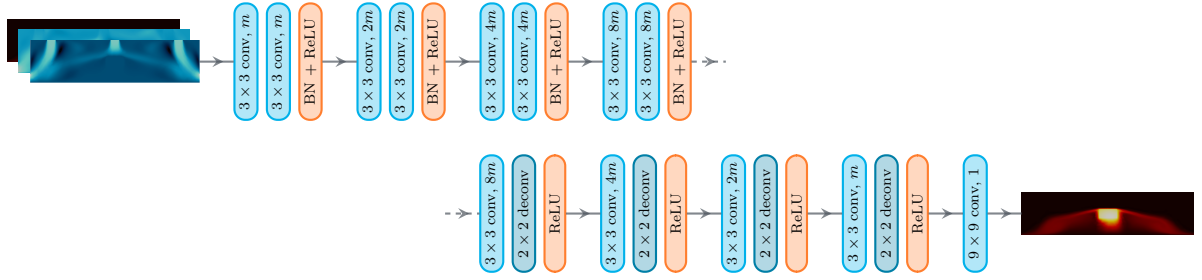 3 × 3 conv, m
3 × 3 conv, m
BN + ReLU
3 × 3 conv, 2m
3 × 3 conv, 2m
BN + ReLU
3 × 3 conv, 4m
3 × 3 conv, 4m
BN + ReLU
3 × 3 conv, 8m
3 × 3 conv, 8m
BN + ReLU
3 × 3 conv, 8m
2 × 2 deconv
ReLU
3 × 3 conv, 4m
2 × 2 deconv
ReLU
3 × 3 conv, 2m
2 × 2 deconv
ReLU
3 × 3 conv, m
2 × 2 deconv
ReLU
9 × 9 conv, 1